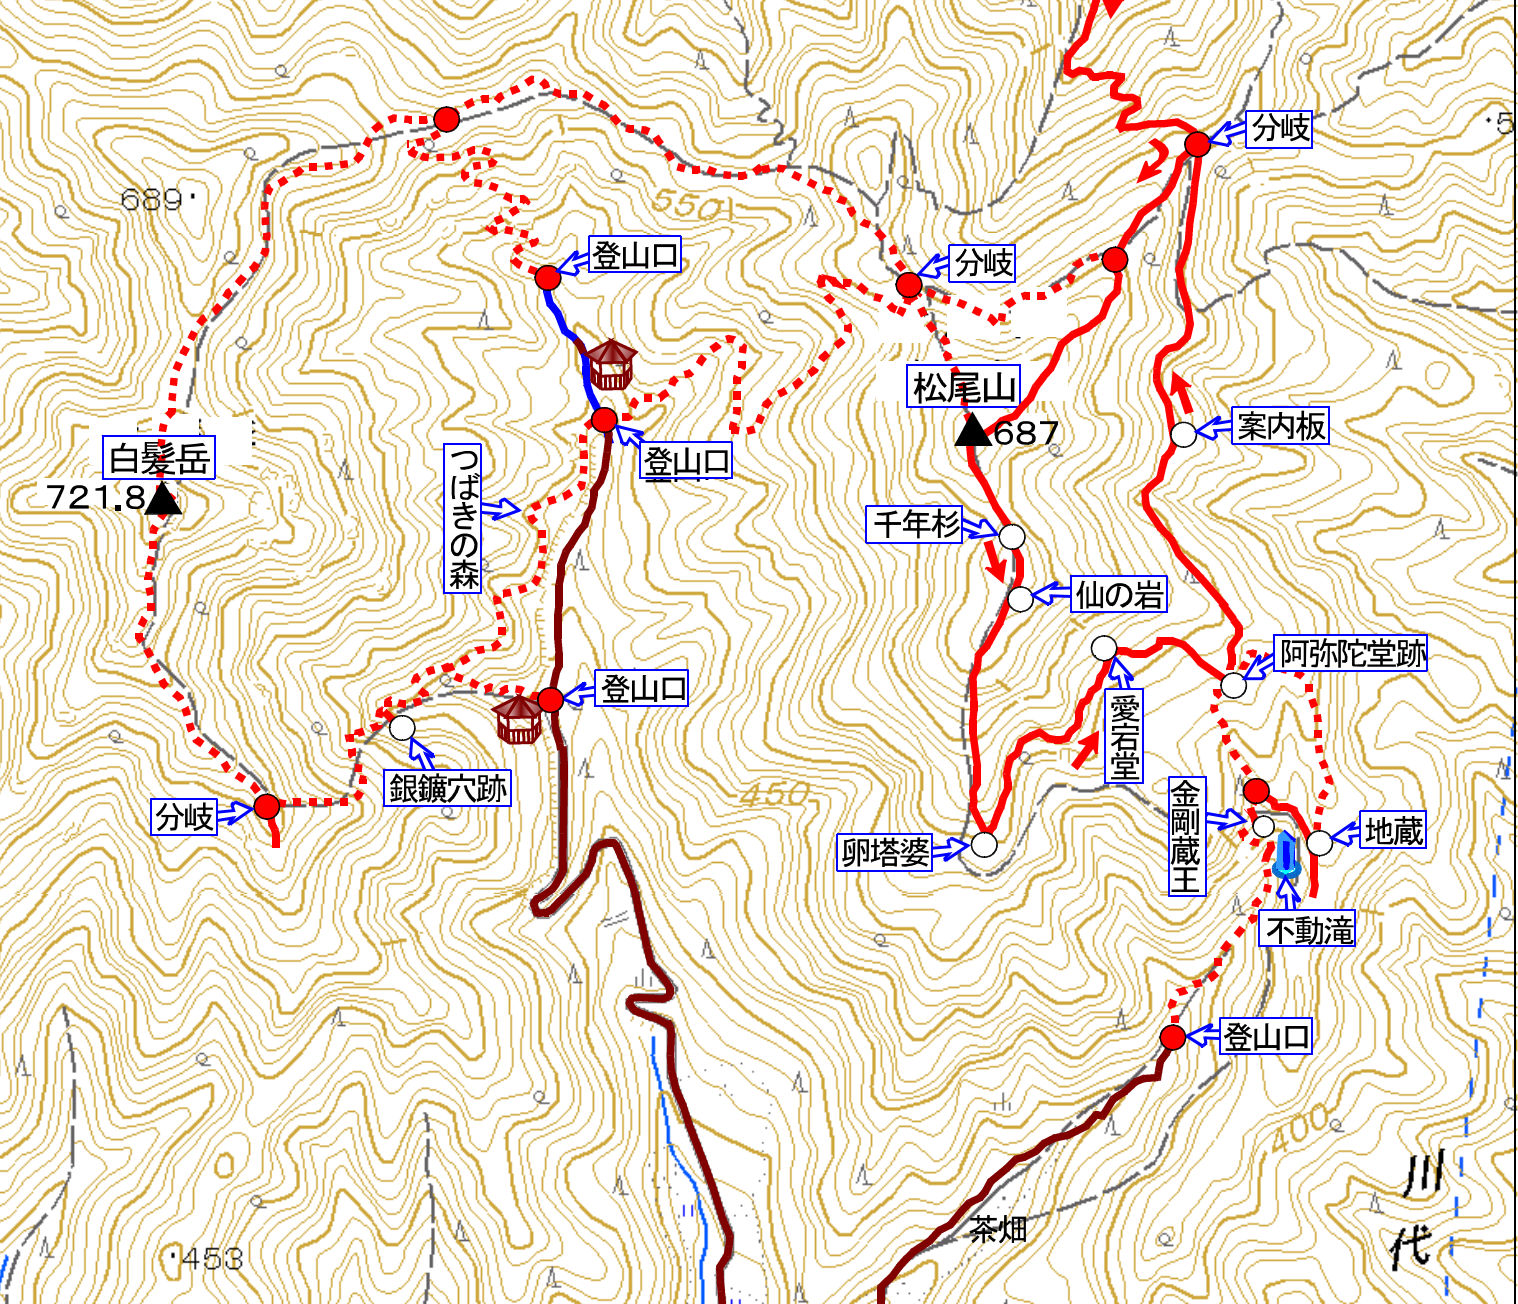 分岐
·5
689·
550
登山口
分岐
松尾山
687
案内板
白髪岳
721.8
登山口
つばきの森
千年杉
仙の岩
阿弥陀堂跡
登山口
愛宕堂
銀鑛穴跡
450
分岐
金剛蔵王
地蔵
卵塔婆
不動滝
登山口
400
川代
茶畑
·453